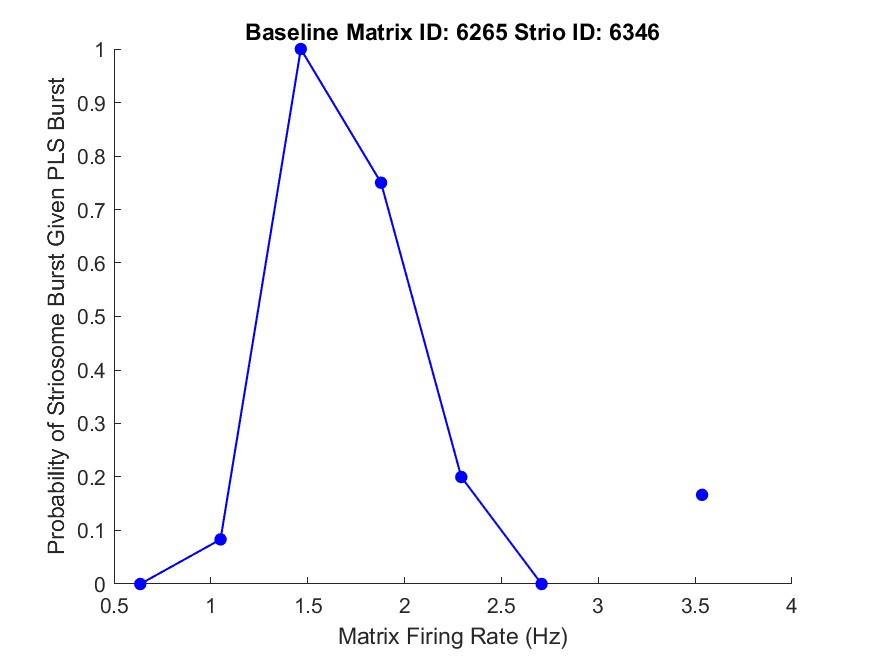 Baseline Matrix ID: 6265 Strio ID: 6346
Probability of Striosome Burst Given PLS Burst
1
0.9
0.8
0.7
0.6
0.5
0.4
0.3
0.2
0.1
0
0.5 1 1.5 2 2.5 3 3.5 4
Matrix Firing Rate (Hz)